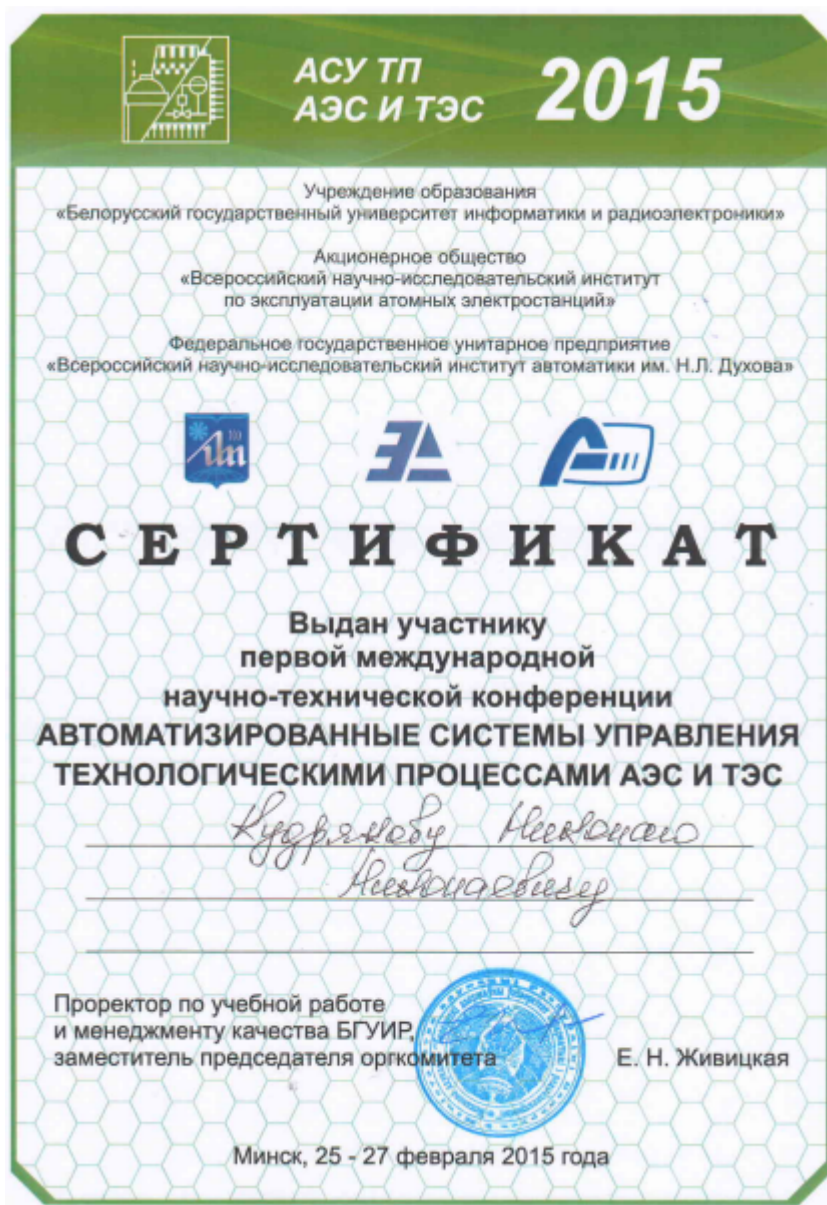 АСУ ТП
АЭС И ТЭС
2015
Учреждение образования
«Белорусский государственный университет информатики и радиоэлектроники»
Акционерное общество
«Всероссийский научно-исследовательский институт
по эксплуатации атомных электростанций»
Федеральное государственное унитарное предприятие
«Всероссийский научно-исследовательский институт автоматики им. Н.Л. Духова»
СЕРТИФИКАТ
Выдан участнику
первой международной
научно-технической конференции
АВТОМАТИЗИРОВАННЫЕ СИСТЕМЫ УПРАВЛЕНИЯ
ТЕХНОЛОГИЧЕСКИМИ ПРОЦЕССАМИ АЭС И ТЭС
Кудрякову Николаю
Николаевичу
Проректор по учебной работе
и менеджменту качества БГУИР,
заместитель председателя оргкомитета
Е. Н. Живицкая
Минск, 25 - 27 февраля 2015 года